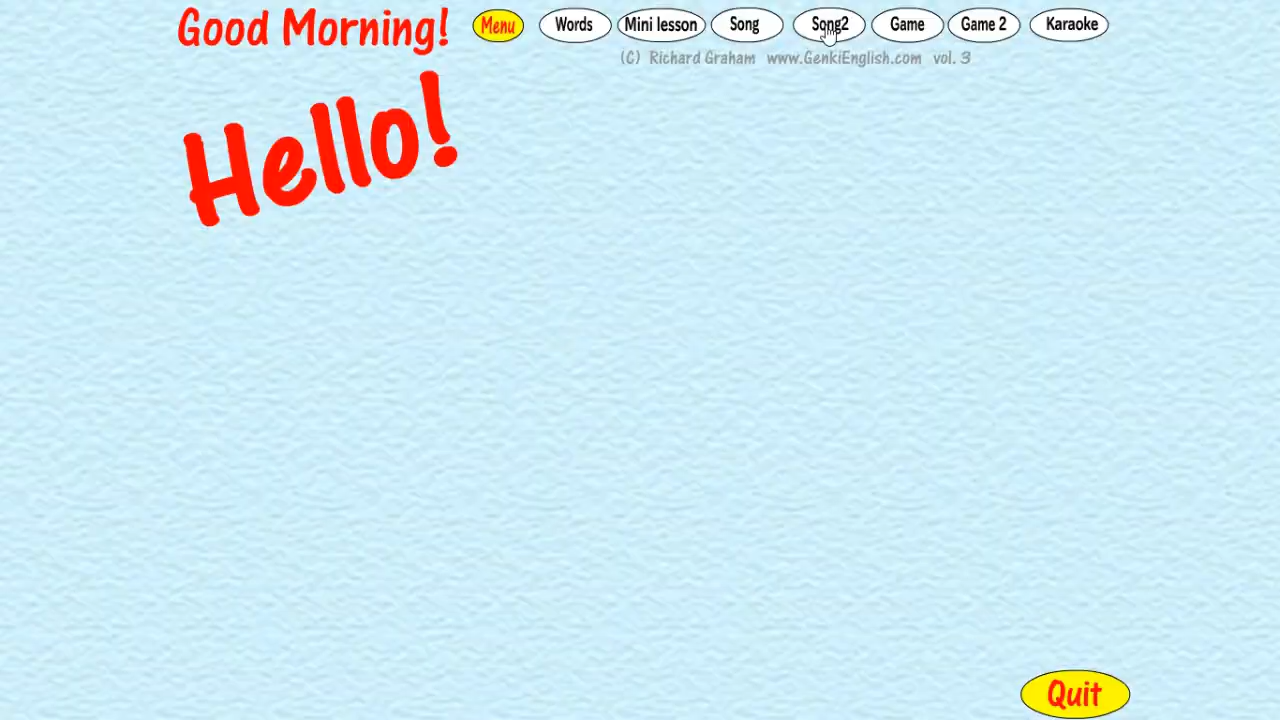 Good Morning! Menu Words Mini lesson Song Song2 Game Game 2 Karaoke
(C) Richard Graham www.GenkiEnglish.com vol. 3
Hello!
Quit